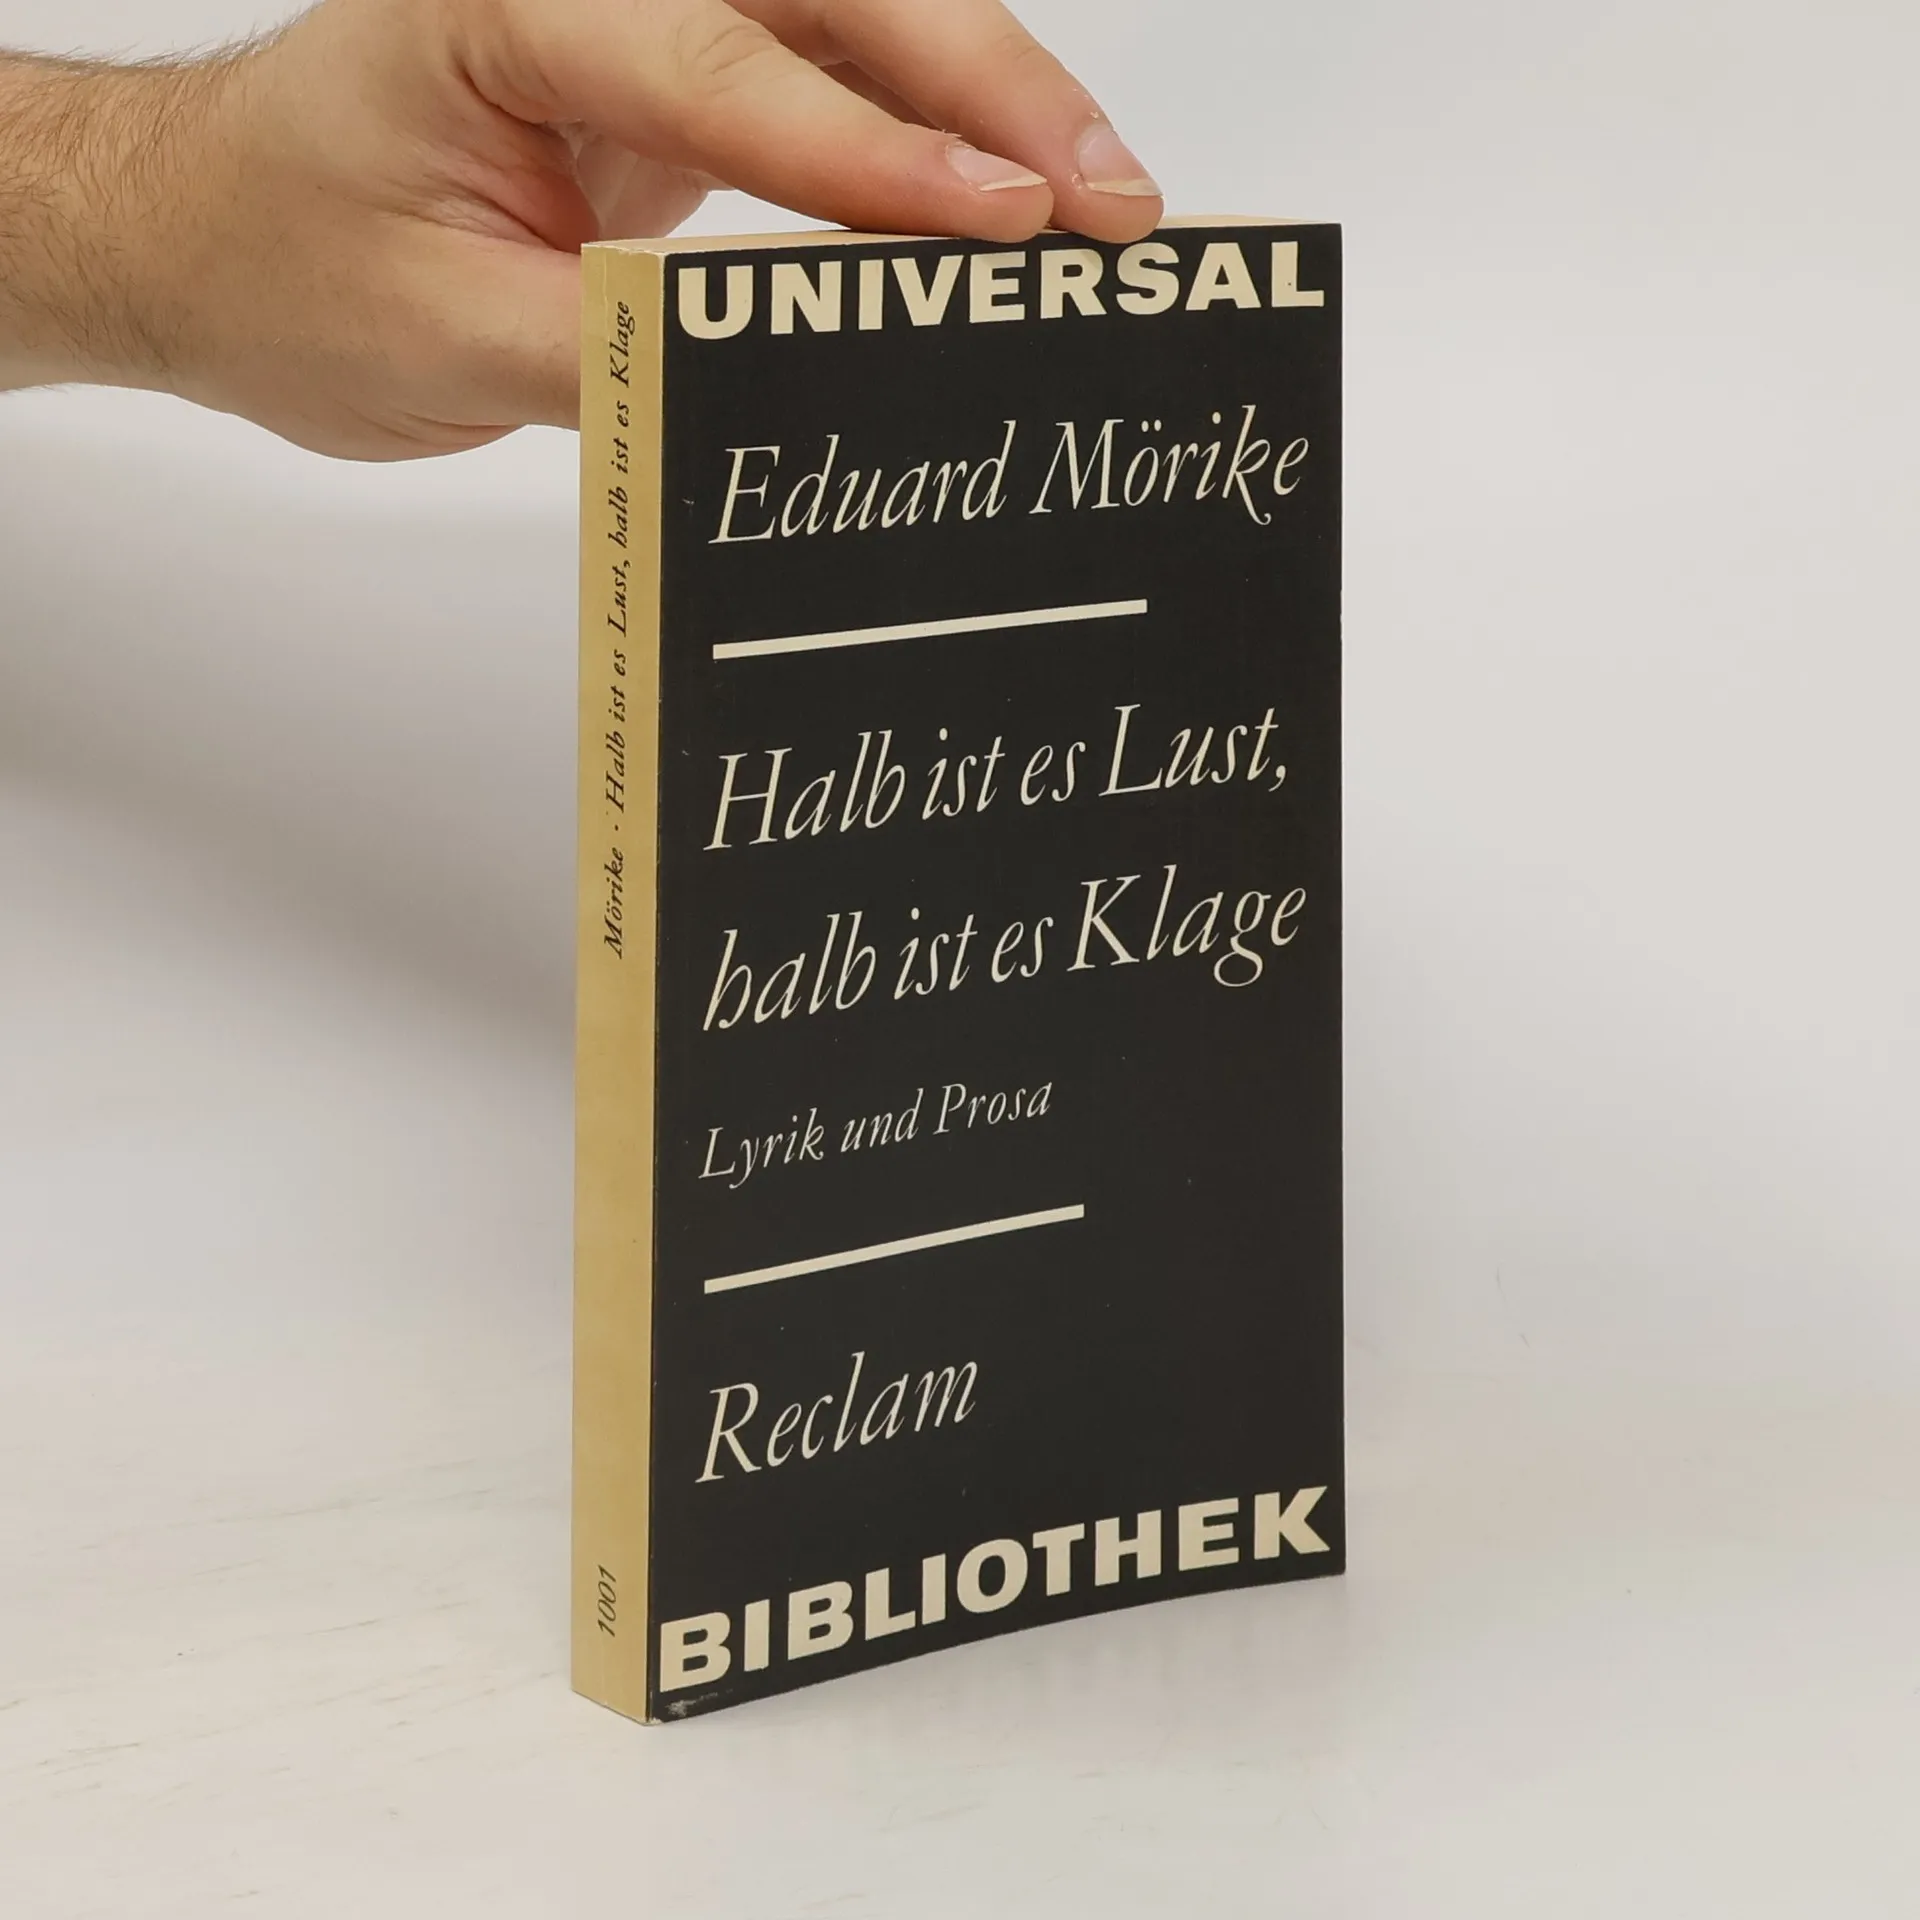 Mörike · Halb ist es Lust, halb ist es Klage
1001
UNIVERSAL
Eduard Mörike
Halb ist es Lust,
halb ist es Klage
Lyrik und Prosa
Reclam
BIBLIOTHEK